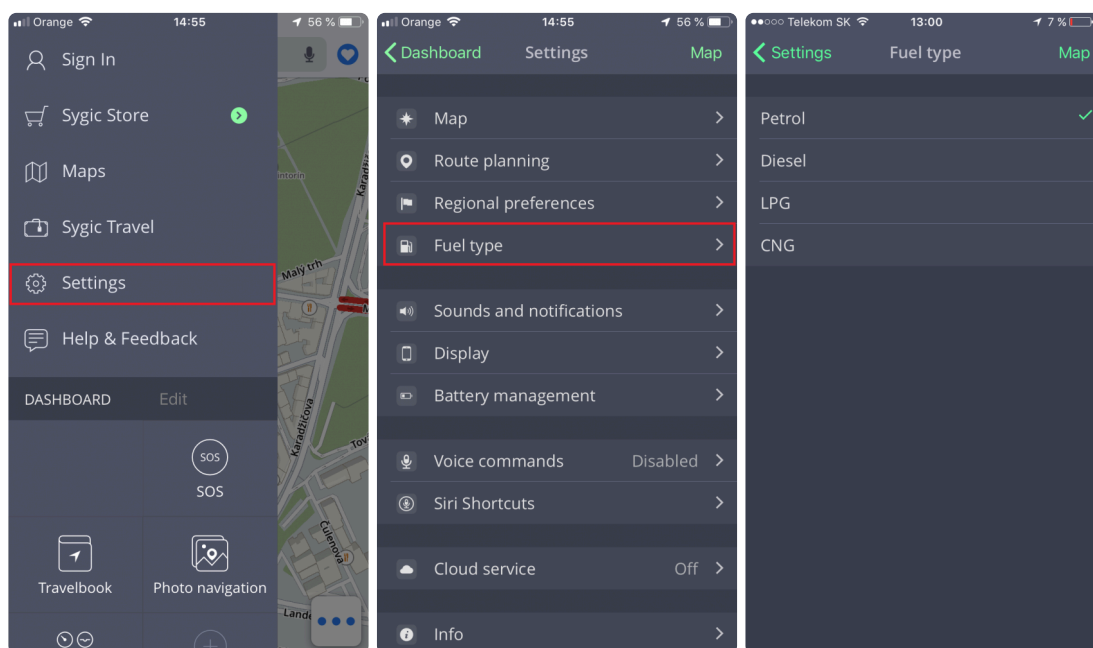 Orange 14:55 56 %
Sign In
Sygic Store
Maps
Sygic Travel
Settings
Help & Feedback
DASHBOARD Edit
SOS
SOS
Travelbook
Photo navigation
Karadži
Malý trh
Karadžičova
Tov
Čulenova
Lande
Orange 14:55 56 %
Dashboard Settings Map
Map
Route planning
Regional preferences
Fuel type
Sounds and notifications
Display
Battery management
Voice commands Disabled
Siri Shortcuts
Cloud service Off
Info
Telekom SK 13:00 7 %
Settings Fuel type Map
Petrol
Diesel
LPG
CNG